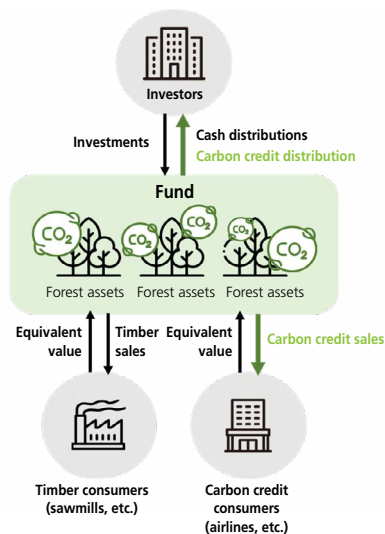 Investors
Investments
Cash distributions
Carbon credit distribution
Fund
CO2
CO2
CO2
CO2
CO2
Forest assets
Forest assets
Forest assets
Equivalent
value
Timber
sales
Equivalent
value
Carbon credit sales
Timber consumers
(sawmills, etc.)
Carbon credit
consumers
(airlines, etc.)